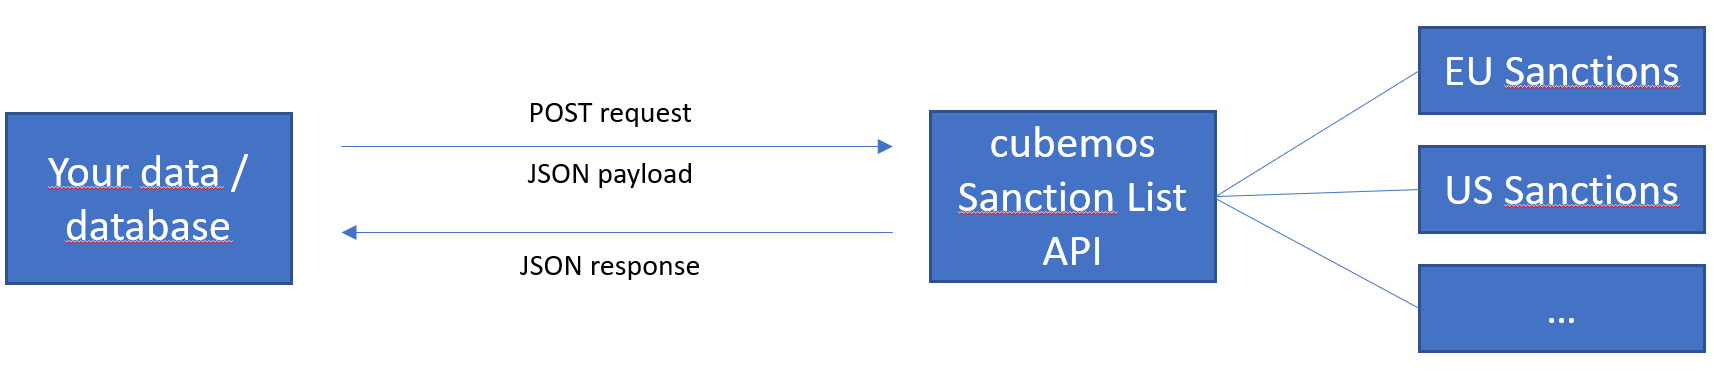 Your data /
database
POST request
JSON payload
JSON response
cubemos
Sanction List
API
EU Sanctions
US Sanctions
...